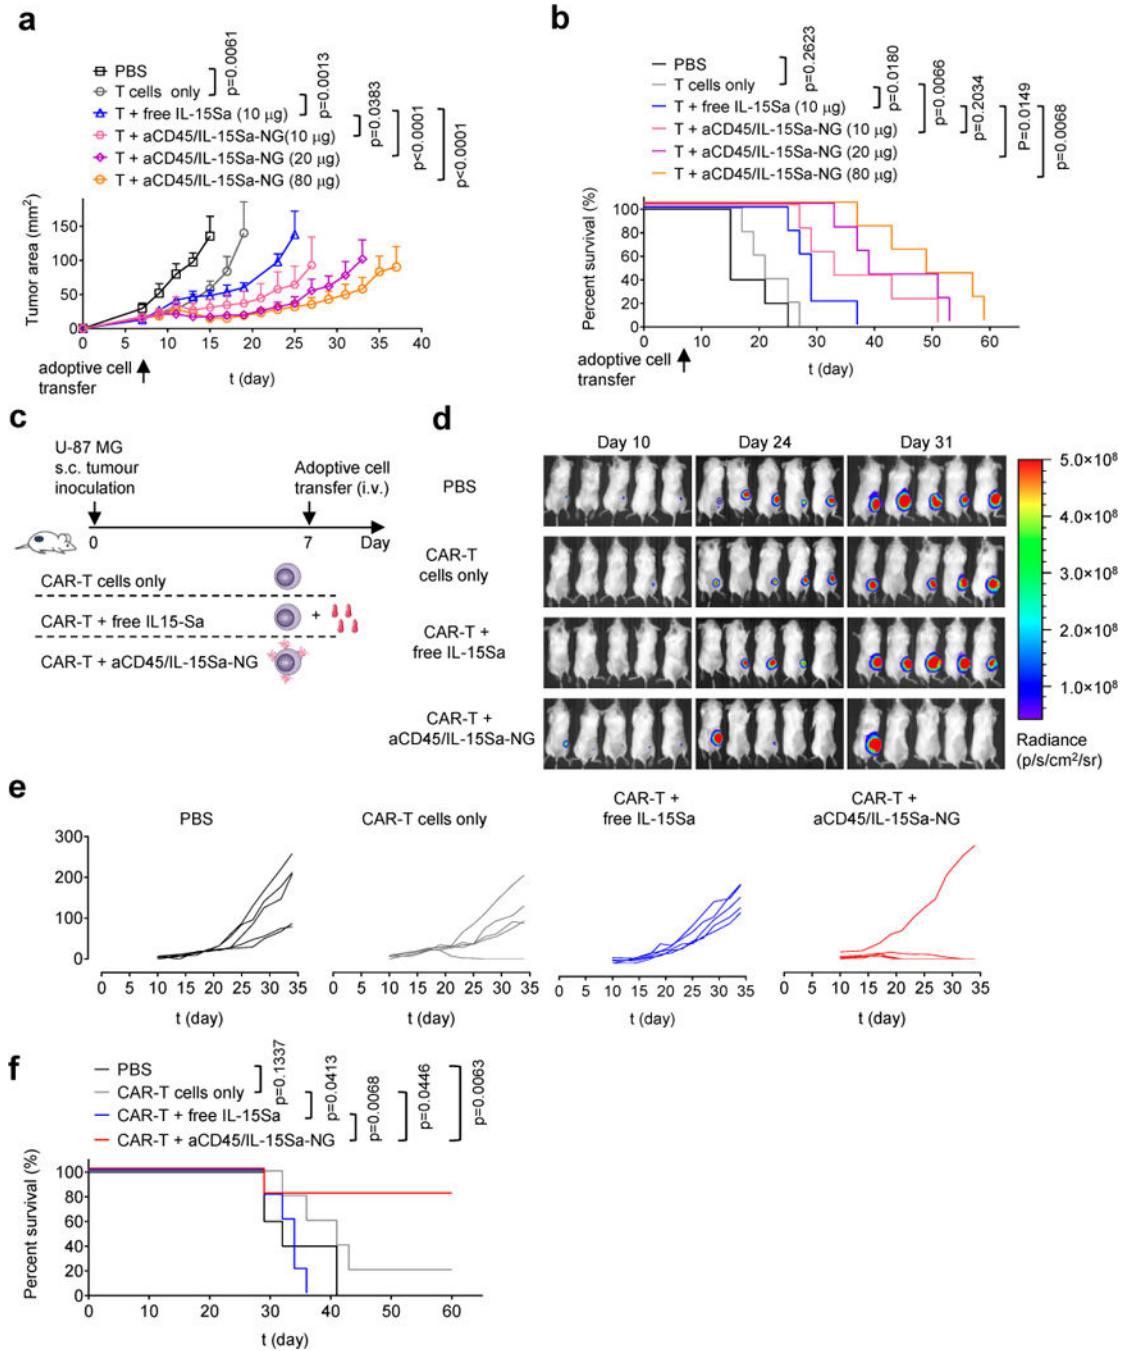 a
PBS
T cells only
T + free IL-15Sa (10 μg)
T + aCD45/IL-15Sa-NG(10 μg)
T + aCD45/IL-15Sa-NG (20 μg)
T + aCD45/IL-15Sa-NG (80 μg)
p=0.0061
p=0.0013
p=0.0383
p<0.0001
p<0.0001
Tumor area (mm²)
150
100
50
0
0 5 10 15 20 25 30 35 40
adoptive cell
transfer
t (day)
b
PBS
T cells only
T + free IL-15Sa (10 μg)
T + aCD45/IL-15Sa-NG (10 μg)
T + aCD45/IL-15Sa-NG (20 μg)
T + aCD45/IL-15Sa-NG (80 μg)
p=0.2623
p=0.0180
p=0.0066
p=0.2034
P=0.0149
p=0.0068
Percent survival (%)
100
80
60
40
20
0
0 10 20 30 40 50 60
adoptive cell
transfer
t (day)
c
U-87 MG
s.c. tumour
inoculation
Adoptive cell
transfer (i.v.)
0 7 Day
CAR-T cells only
CAR-T + free IL15-Sa
+
CAR-T + aCD45/IL-15Sa-NG
d
Day 10 Day 24 Day 31
PBS
CAR-T
cells only
CAR-T +
free IL-15Sa
CAR-T +
aCD45/IL-15Sa-NG
5.0×10⁸
4.0×10⁸
3.0×10⁸
2.0×10⁸
1.0×10⁸
Radiance
(p/s/cm²/sr)
e
PBS
CAR-T cells only
CAR-T +
free IL-15Sa
CAR-T +
aCD45/IL-15Sa-NG
300
200
100
0
0 5 10 15 20 25 30 35
0 5 10 15 20 25 30 35
0 5 10 15 20 25 30 35
0 5 10 15 20 25 30 35
t (day)
t (day)
t (day)
t (day)
f
PBS
CAR-T cells only
CAR-T + free IL-15Sa
CAR-T + aCD45/IL-15Sa-NG
p=0.1337
p=0.0413
p=0.0068
p=0.0446
p=0.0063
Percent survival (%)
100
80
60
40
20
0
0 10 20 30 40 50 60
t (day)